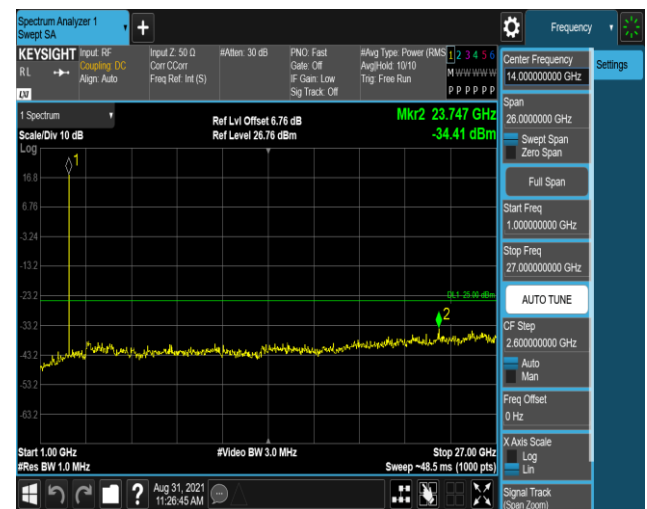 Spectrum Analyzer 1
Swept SA
+
Frequency
KEYSIGHT
RL
LXI
Input: RF
Coupling: DC
Align: Auto
Input Z: 50 Ω
Corr CCorr
Freq Ref: Int (S)
#Atten: 30 dB
PNO: Fast
Gate: Off
IF Gain: Low
Sig Track: Off
#Avg Type: Power (RMS
Avg|Hold: 10/10
Trig: Free Run
1 2 3 4 5 6
M W W W W W
P P P P P P
Center Frequency
14.000000000 GHz
Settings
1 Spectrum
Scale/Div 10 dB
Log
Ref Lvl Offset 6.76 dB
Ref Level 26.76 dBm
Mkr2 23.747 GHz
-34.41 dBm
Span
26.0000000 GHz
Swept Span
Zero Span
Full Span
Start Freq
1.000000000 GHz
Stop Freq
27.000000000 GHz
AUTO TUNE
CF Step
2.600000000 GHz
Auto
Man
Freq Offset
0 Hz
X Axis Scale
Log
Lin
Signal Track
(Span Zoom)
1
16.8
6.76
-3.24
-13.2
-23.2
DL1 -25.00 dBm
2
-33.2
-43.2
-53.2
-63.2
Start 1.00 GHz
#Res BW 1.0 MHz
#Video BW 3.0 MHz
Stop 27.00 GHz
Sweep ~48.5 ms (1000 pts)
?
Aug 31, 2021
11:26:45 AM